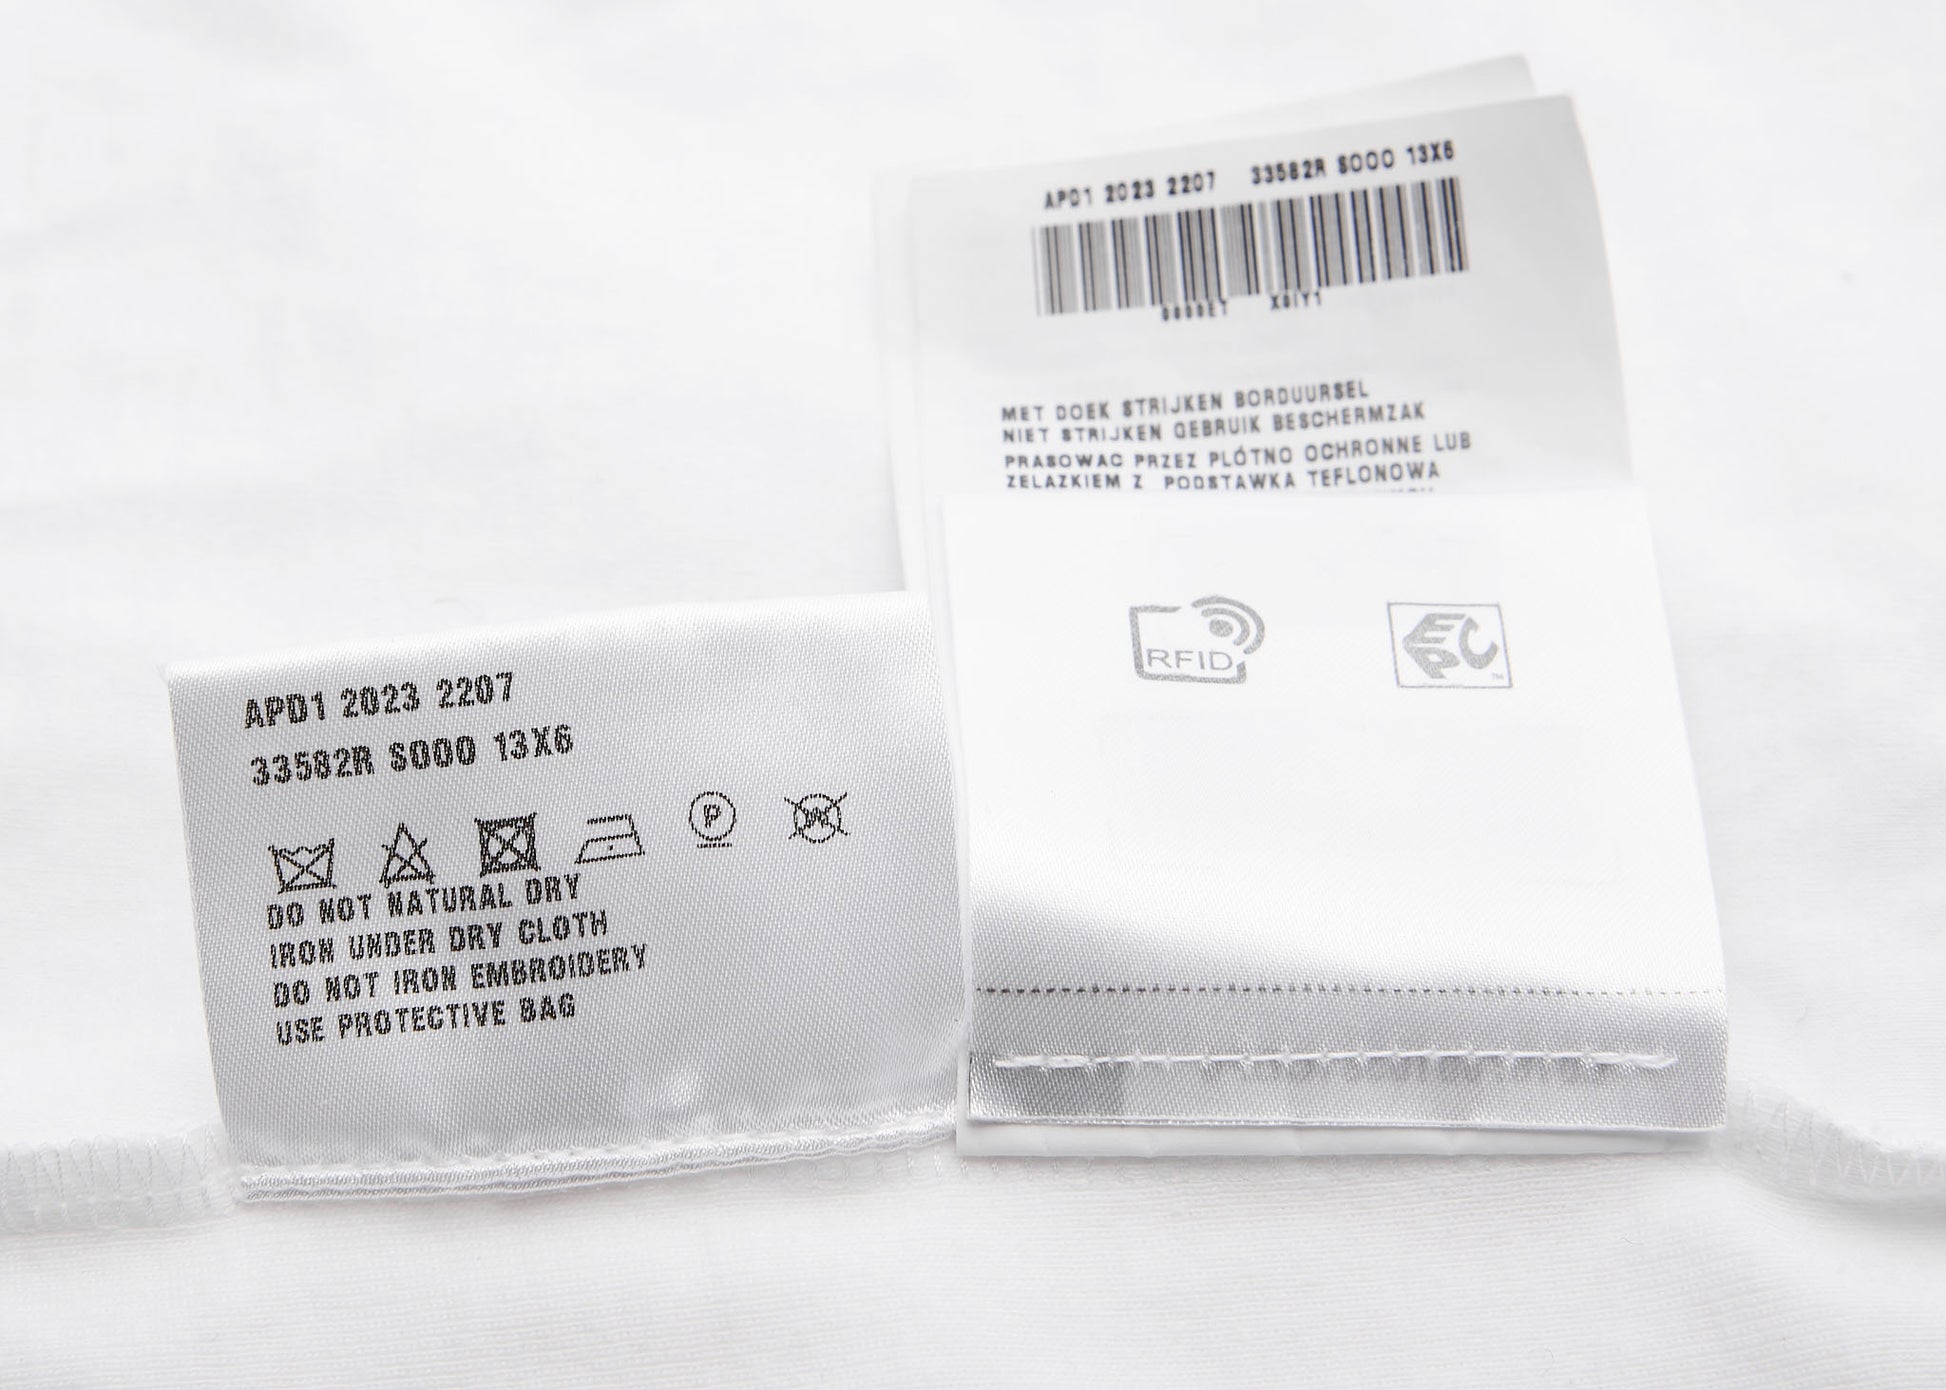 APD1 2023 2207 33582R S000 13X6
MET DOEK STRIJKEN BORDUURSEL
NIET STRIJKEN GEBRUIK BESCHERMZAK
PRASOWAC PRZEZ PLÓTNO OCHRONNE LUB
ZELAZKIEM Z PODSTAWKA TEFLONOWA
RFID
EPC™
APD1 2023 2207
33582R S000 13X6
P
W
DO NOT NATURAL DRY
IRON UNDER DRY CLOTH
DO NOT IRON EMBROIDERY
USE PROTECTIVE BAG